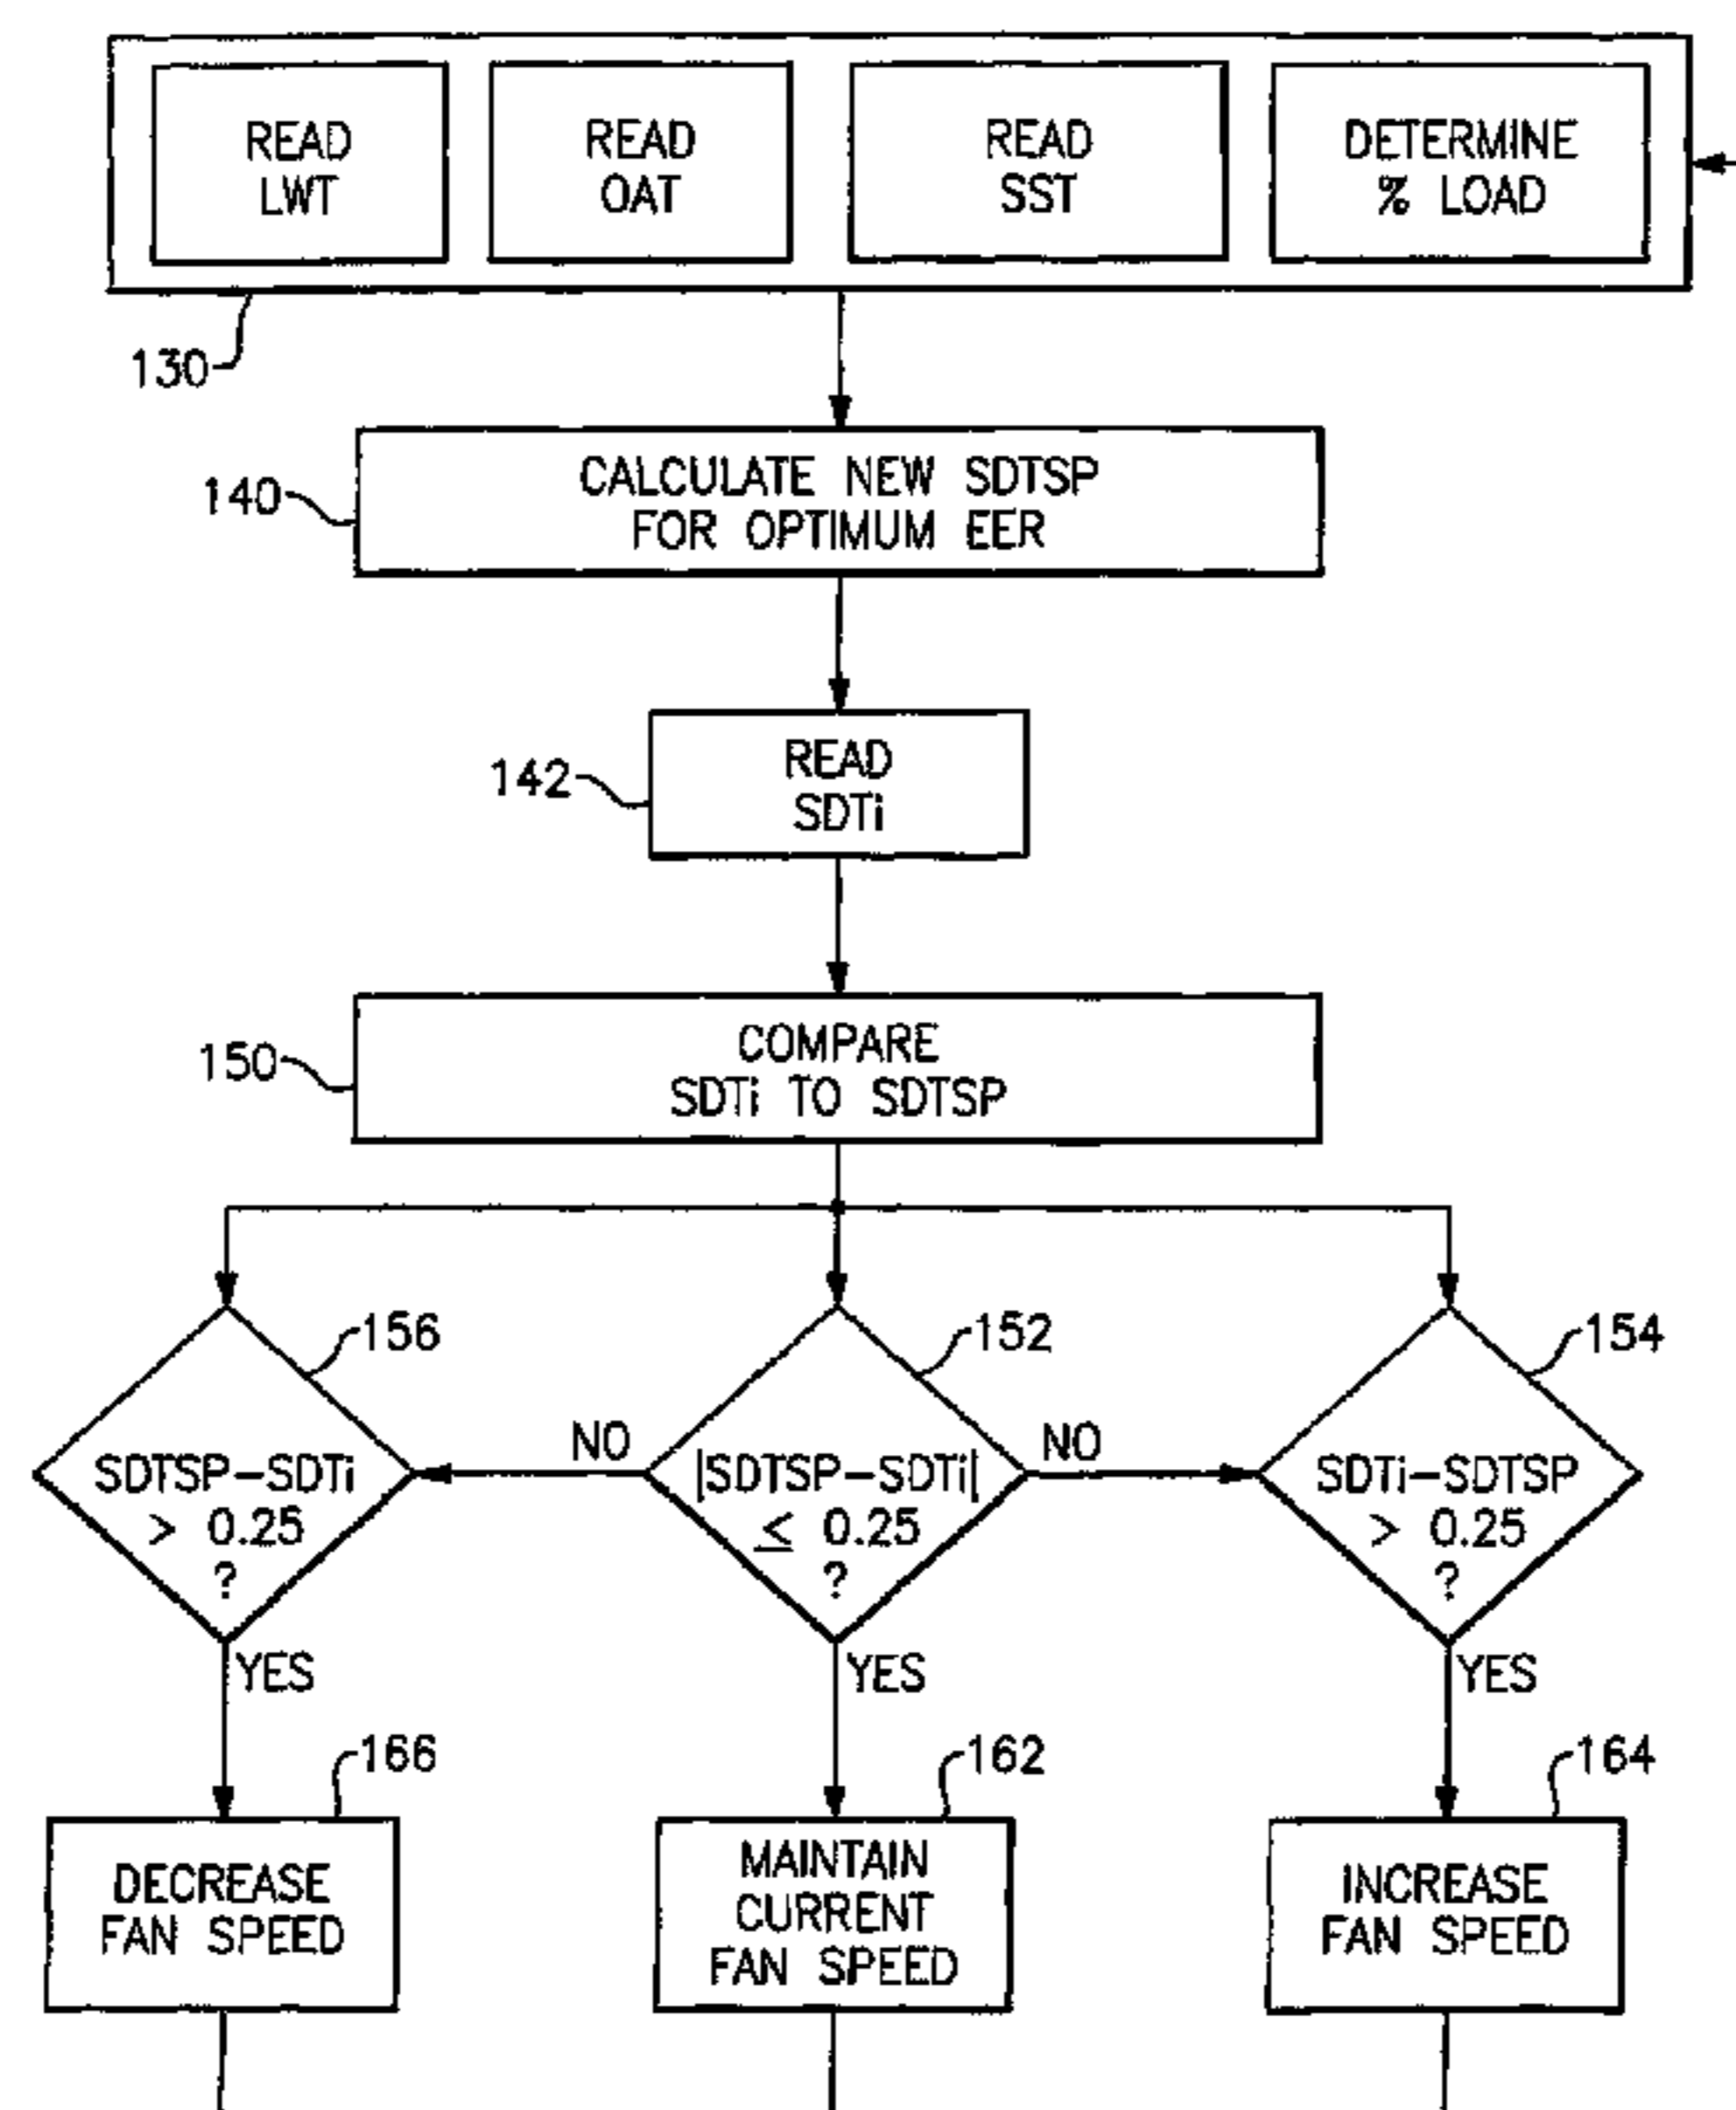 READ
LWT
READ
OAT
READ
SST
DETERMINE
% LOAD
130
140
CALCULATE NEW SDTSP
FOR OPTIMUM EER
142
READ
SDTi
150
COMPARE
SDTi TO SDTSP
156
152
154
SDTSP-SDTi
> 0.25
?
NO
|SDTSP-SDTi|
≤ 0.25
?
NO
SDTi-SDTSP
> 0.25
?
YES
YES
YES
166
162
164
DECREASE
FAN SPEED
MAINTAIN
CURRENT
FAN SPEED
INCREASE
FAN SPEED